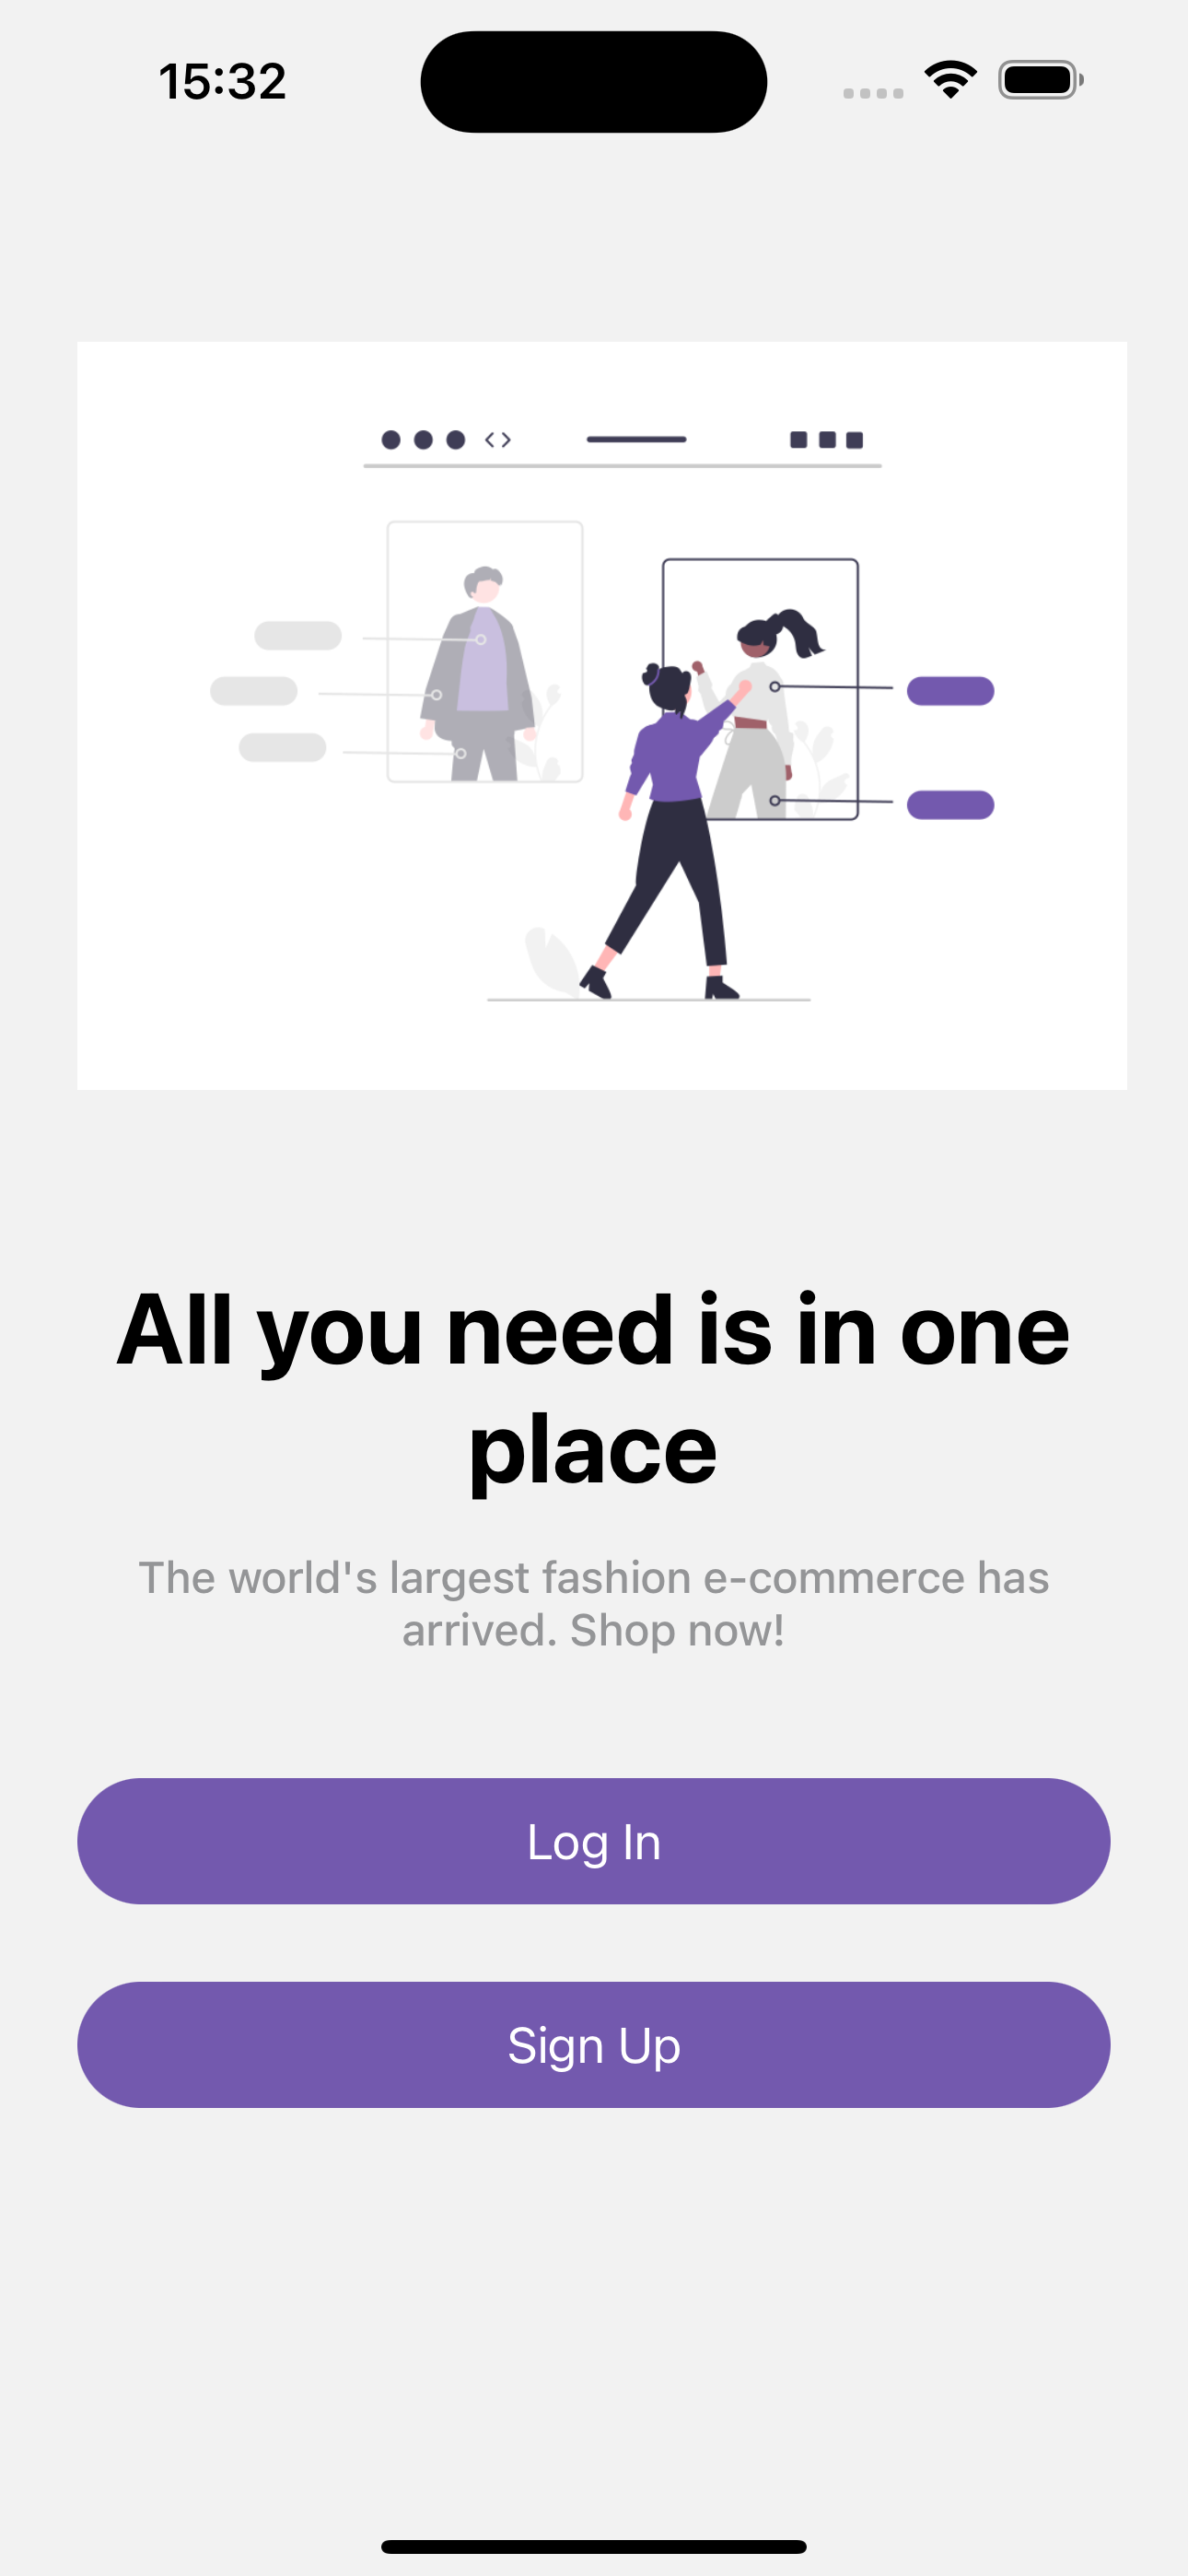 15:32
All you need is in one
place
The world's largest fashion e-commerce has
arrived. Shop now!
Log In
Sign Up